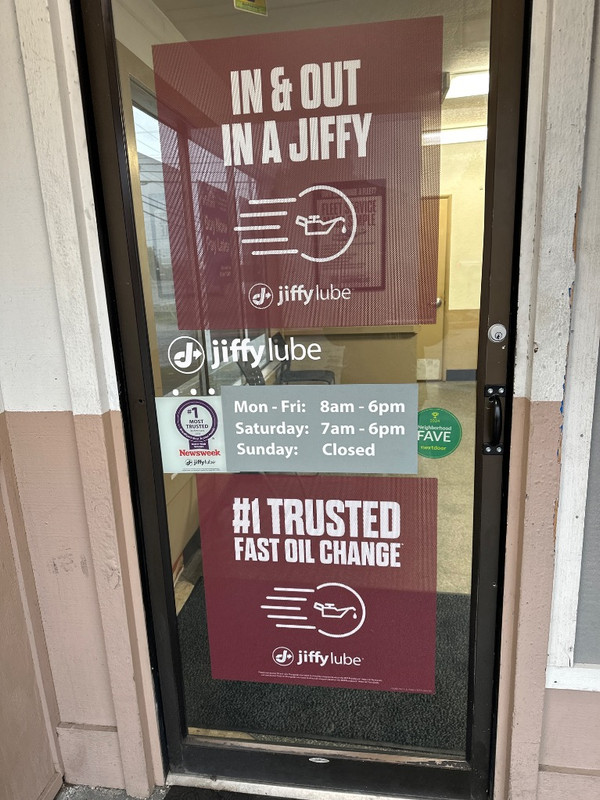 IN & OUT
IN A JIFFY
jiffy lube
jiffy lube
Mon - Fri: 8am - 6pm
Saturday: 7am - 6pm
Sunday: Closed
#1
MOST
TRUSTED
Newsweek
jiffy lube
Neighborhood
FAVE
nextdoor
#1 TRUSTED
FAST OIL CHANGE
jiffy lube